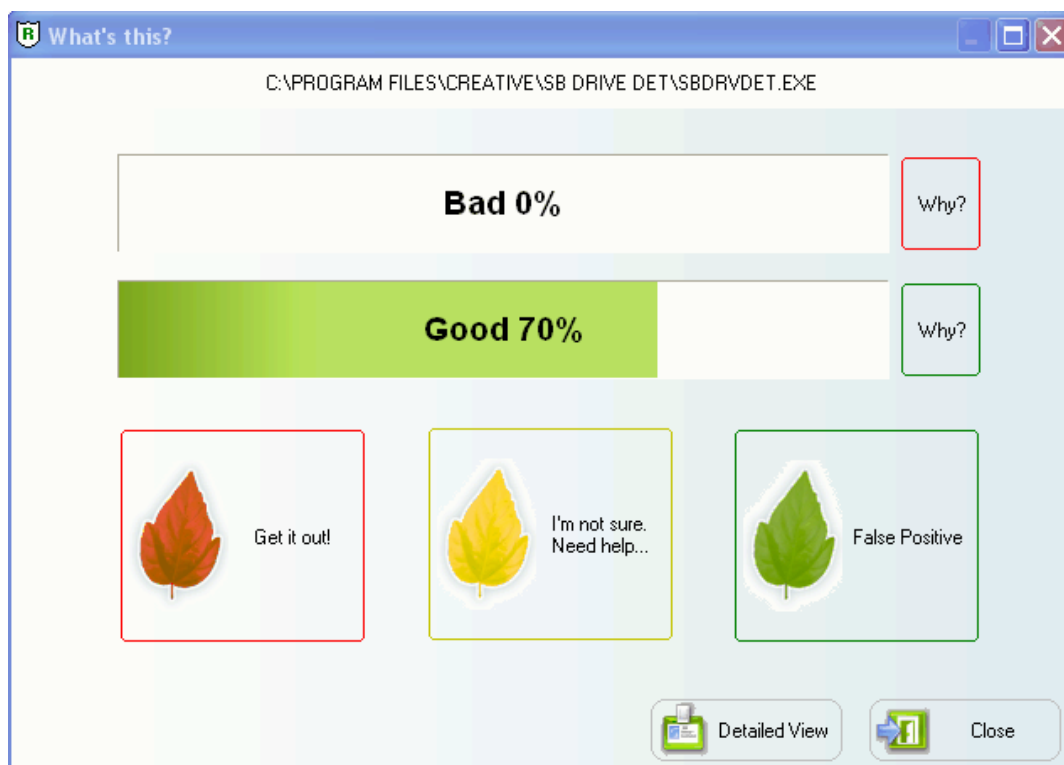 R What's this?
C:\PROGRAM FILES\CREATIVE\SB DRIVE DET\SBDRVDET.EXE
Bad 0%
Why?
Good 70%
Why?
Get it out!
I'm not sure.
Need help...
False Positive
Detailed View
Close